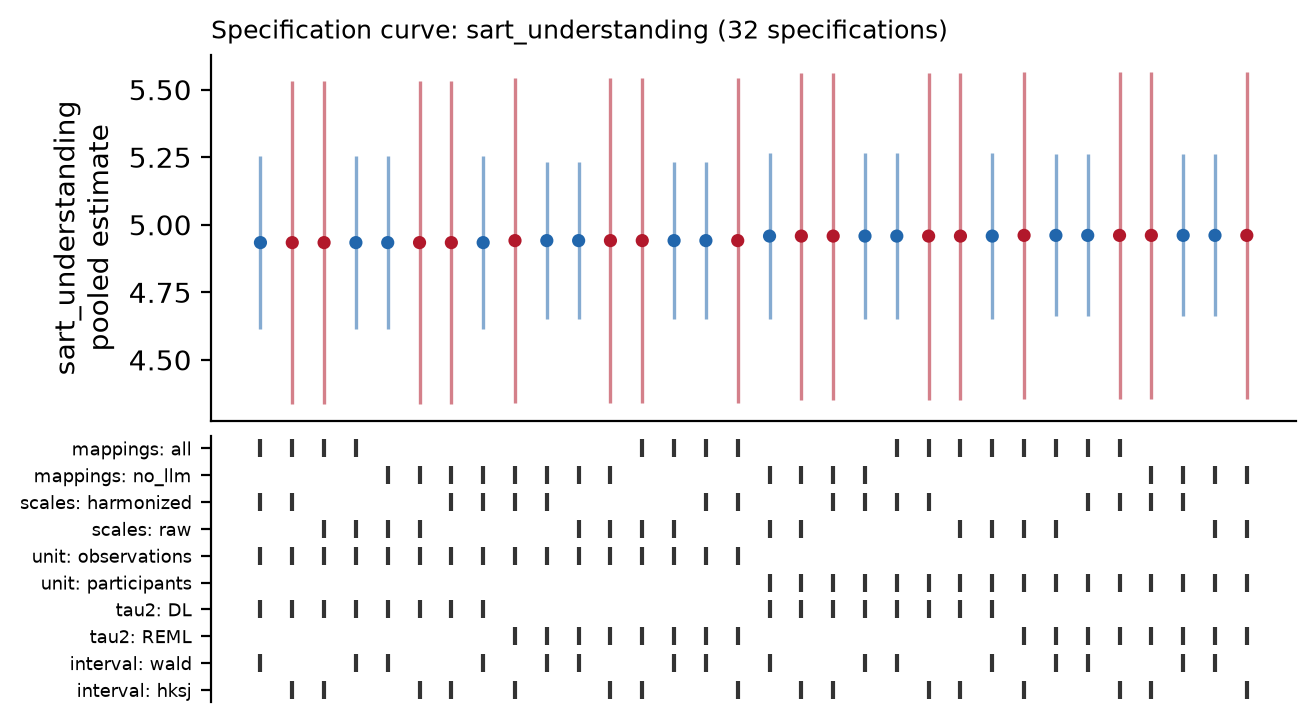 Specification curve: sart_understanding (32 specifications)
sart_understanding
pooled estimate
5.50
5.25
5.00
4.75
4.50
mappings: all
mappings: no_llm
scales: harmonized
scales: raw
unit: observations
unit: participants
tau2: DL
tau2: REML
interval: wald
interval: hksj